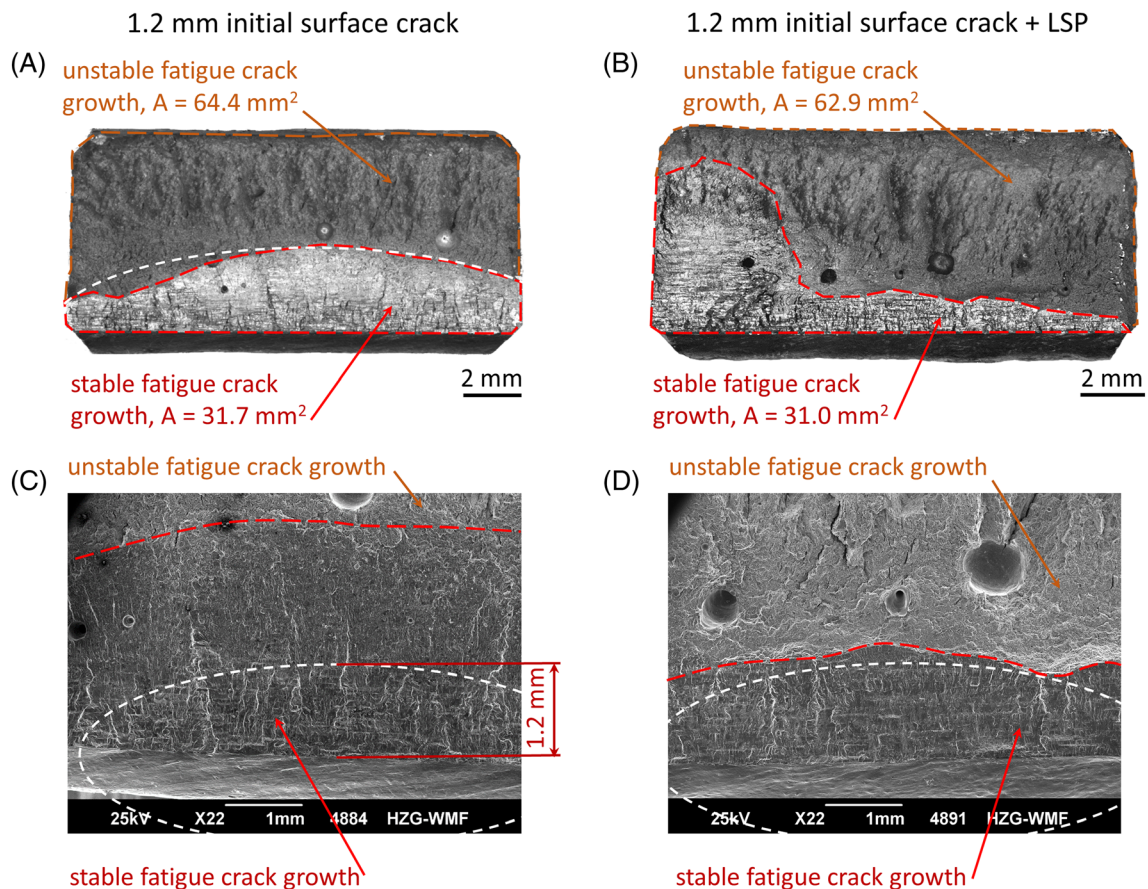 1.2 mm initial surface crack
1.2 mm initial surface crack + LSP
(A)
unstable fatigue crack
growth, A = 64.4 mm²
stable fatigue crack
growth, A = 31.7 mm²
2 mm
(B)
unstable fatigue crack
growth, A = 62.9 mm²
stable fatigue crack
growth, A = 31.0 mm²
2 mm
(C)
unstable fatigue crack growth
1.2 mm
25kV X22 1mm 4884 HZG-WMF
stable fatigue crack growth
(D)
unstable fatigue crack growth
25kV X22 1mm 4891 HZG-WMF
stable fatigue crack growth